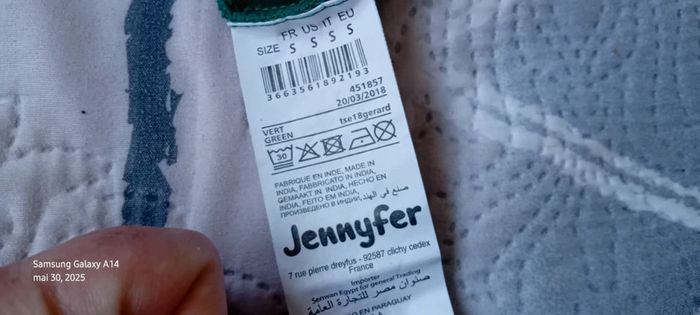 FR US IT EU
SIZE S S S S
3663561892193
451857
20/03/2018
VERT
GREEN tse18gerard
30
FABRIQUE EN INDE, MADE IN
INDIA, FABBRICATO IN INDIA,
GEMAAKT IN INDIA, HECHO EN
INDIA, FEITO EM INDIA, صنع في الهند
ПРОИЗВЕДЕНО В ИНДИИ
Jennyfer
7 rue pierre dreyfus - 92587 clichy cedex
France
Importer
Senwan Egypt for general Trading
صنوان مصر للتجارة العامة
EN PARAGUAY
Samsung Galaxy A14
mai 30, 2025